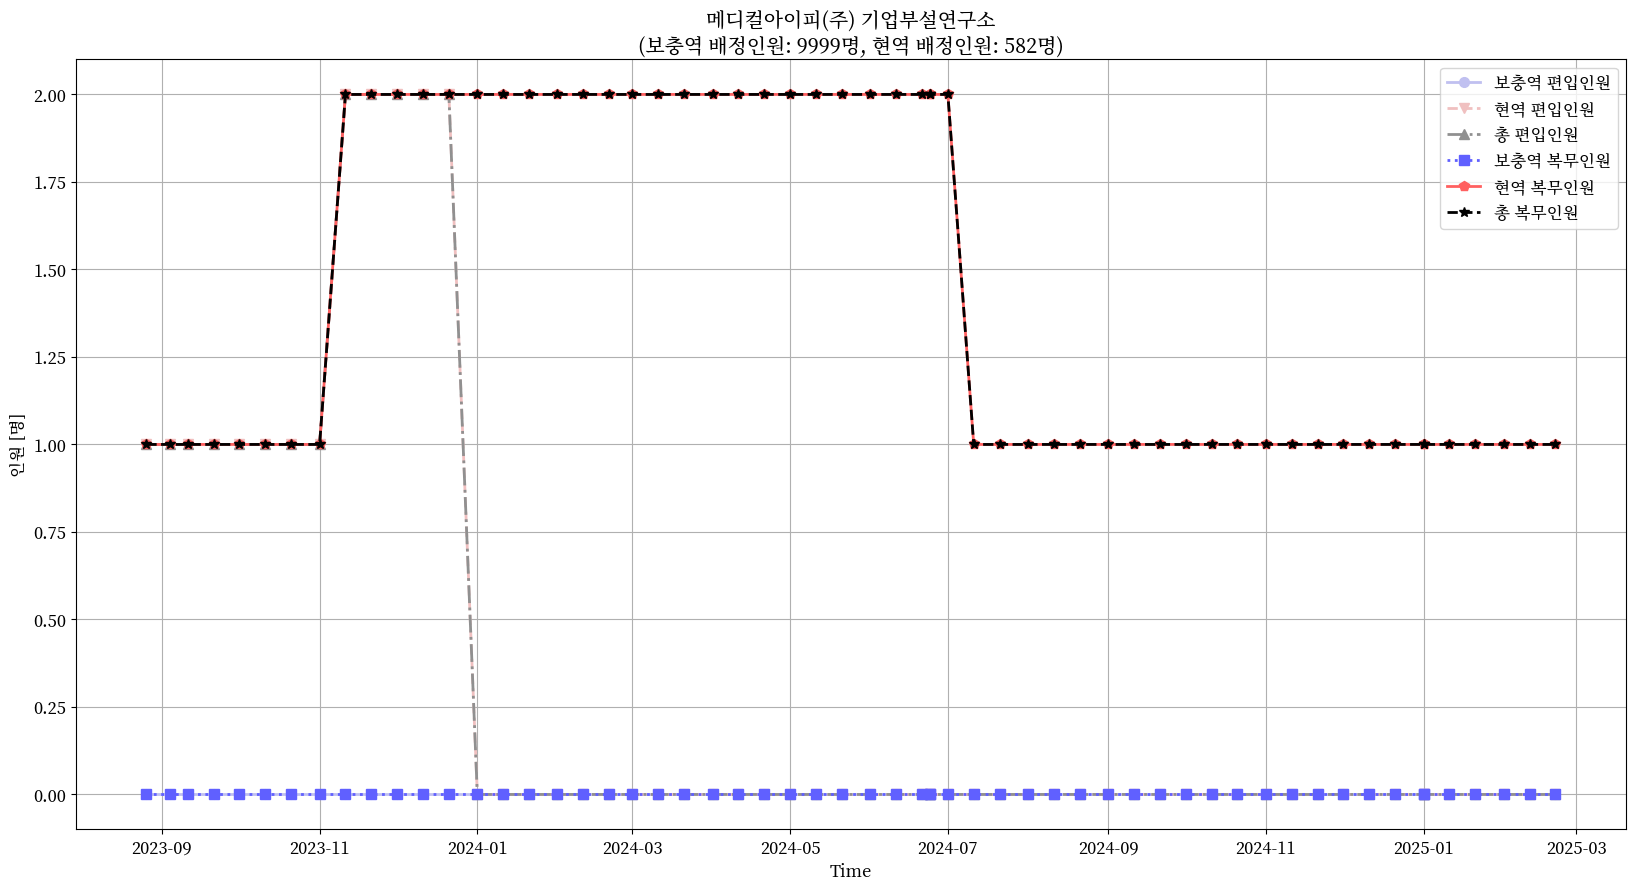 메디컬아이피(주) 기업부설연구소
(보충역 배정인원: 9999명, 현역 배정인원: 582명)
보충역 편입인원
현역 편입인원
총 편입인원
보충역 복무인원
현역 복무인원
총 복무인원
인원 [명]
2.00
1.75
1.50
1.25
1.00
0.75
0.50
0.25
0.00
2023-09
2023-11
2024-01
2024-03
2024-05
2024-07
2024-09
2024-11
2025-01
2025-03
Time